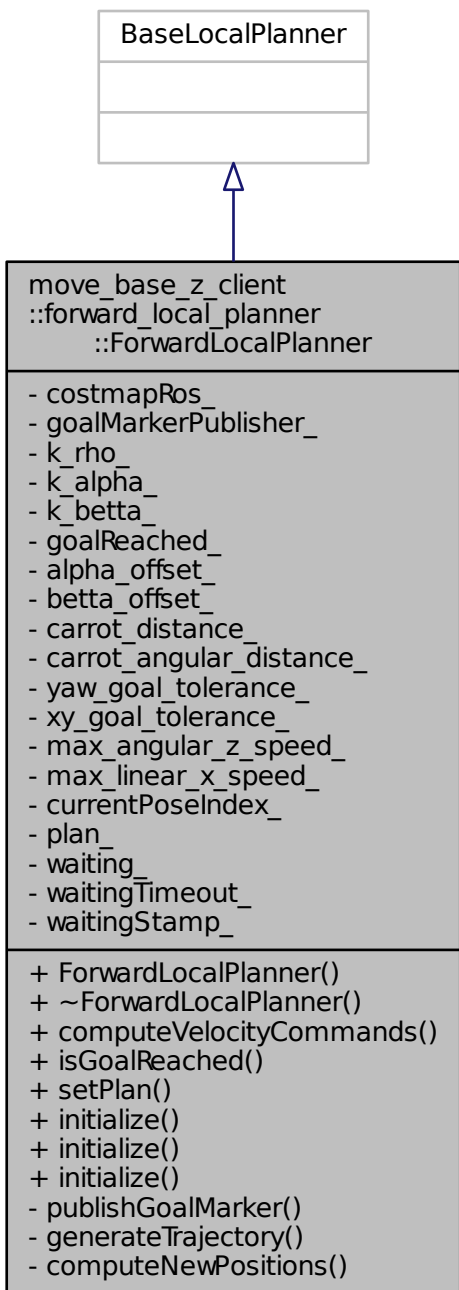 BaseLocalPlanner
move_base_z_client
::forward_local_planner
::ForwardLocalPlanner
- costmapRos_
- goalMarkerPublisher_
- k_rho_
- k_alpha_
- k_betta_
- goalReached_
- alpha_offset_
- betta_offset_
- carrot_distance_
- carrot_angular_distance_
- yaw_goal_tolerance_
- xy_goal_tolerance_
- max_angular_z_speed_
- max_linear_x_speed_
- currentPoseIndex_
- plan_
- waiting_
- waitingTimeout_
- waitingStamp_
+ ForwardLocalPlanner()
+ ~ForwardLocalPlanner()
+ computeVelocityCommands()
+ isGoalReached()
+ setPlan()
+ initialize()
+ initialize()
+ initialize()
- publishGoalMarker()
- generateTrajectory()
- computeNewPositions()